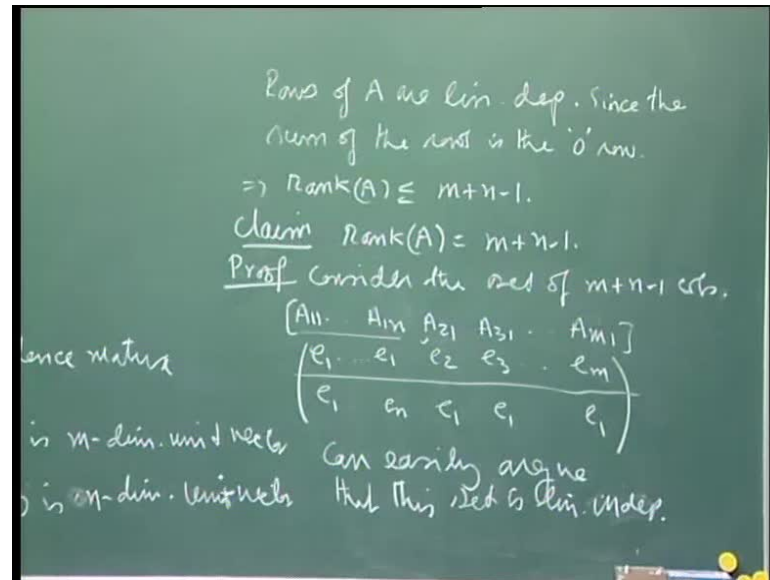 Rows of A are lin. dep. Since the
sum of the rows is the '0' row.
=> Rank(A) ≤ m+n-1.
Claim Rank(A) = m+n-1.
Proof Consider the set of m+n-1 cols.
[A11 .. A1n A21 A31 .. Am1]
(e1 ... e1 e2 e3 .. em)
(e1 en e1 e1 e1)
ence matrix
is m-dim. unit vector
can easily argue
is n-dim. unit vector
that this set is lin. indep.